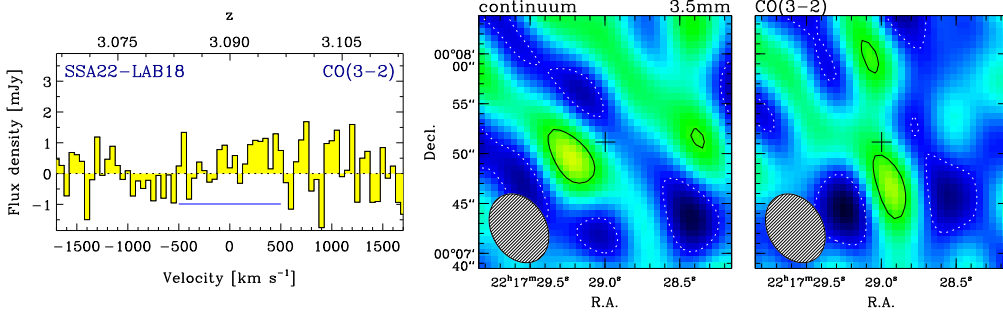 z
3.075 3.090 3.105
SSA22-LAB18 CO(3-2)
Flux density [mJy]
3
2
1
0
-1
-1500 -1000 -500 0 500 1000 1500
Velocity [km s⁻¹]
continuum 3.5mm
Decl.
00°08'
00"
55"
50"
45"
00°07'
40"
22ʰ17ᵐ29.5ˢ 29.0ˢ 28.5ˢ
R.A.
CO(3-2)
22ʰ17ᵐ29.5ˢ 29.0ˢ 28.5ˢ
R.A.